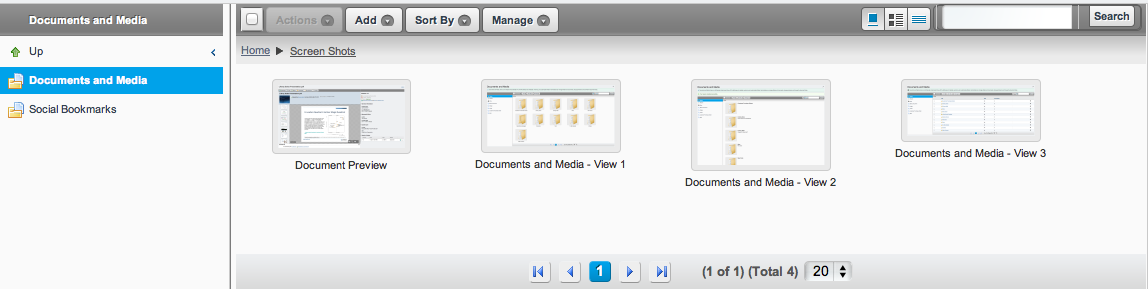 Documents and Media
Actions Add Sort By Manage Search
Up
Documents and Media
Social Bookmarks
Home Screen Shots
Document Preview
Documents and Media - View 1
Documents and Media - View 2
Documents and Media - View 3
1 (1 of 1) (Total 4) 20